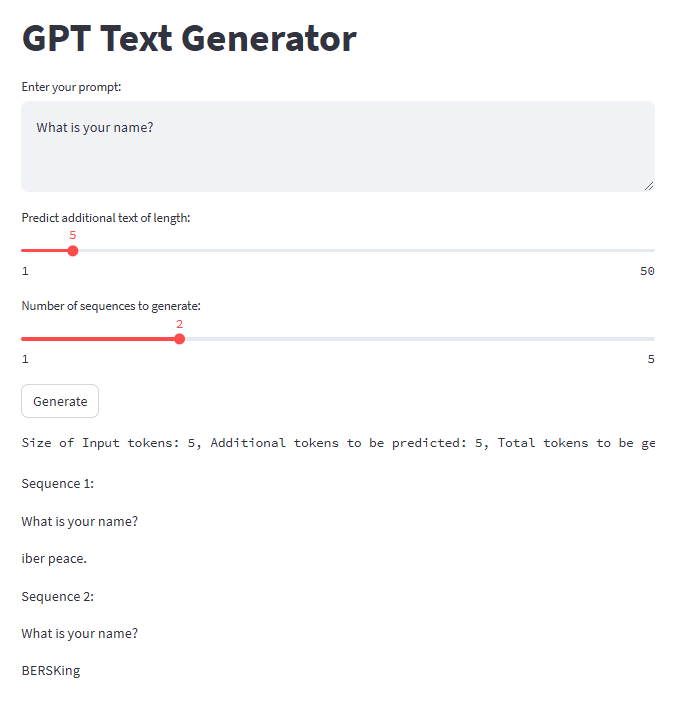 GPT Text Generator
Enter your prompt:
What is your name?
Predict additional text of length:
5
1 50
Number of sequences to generate:
2
1 5
Generate
Size of Input tokens: 5, Additional tokens to be predicted: 5, Total tokens to be ge
Sequence 1:
What is your name?
iber peace.
Sequence 2:
What is your name?
BERSKing